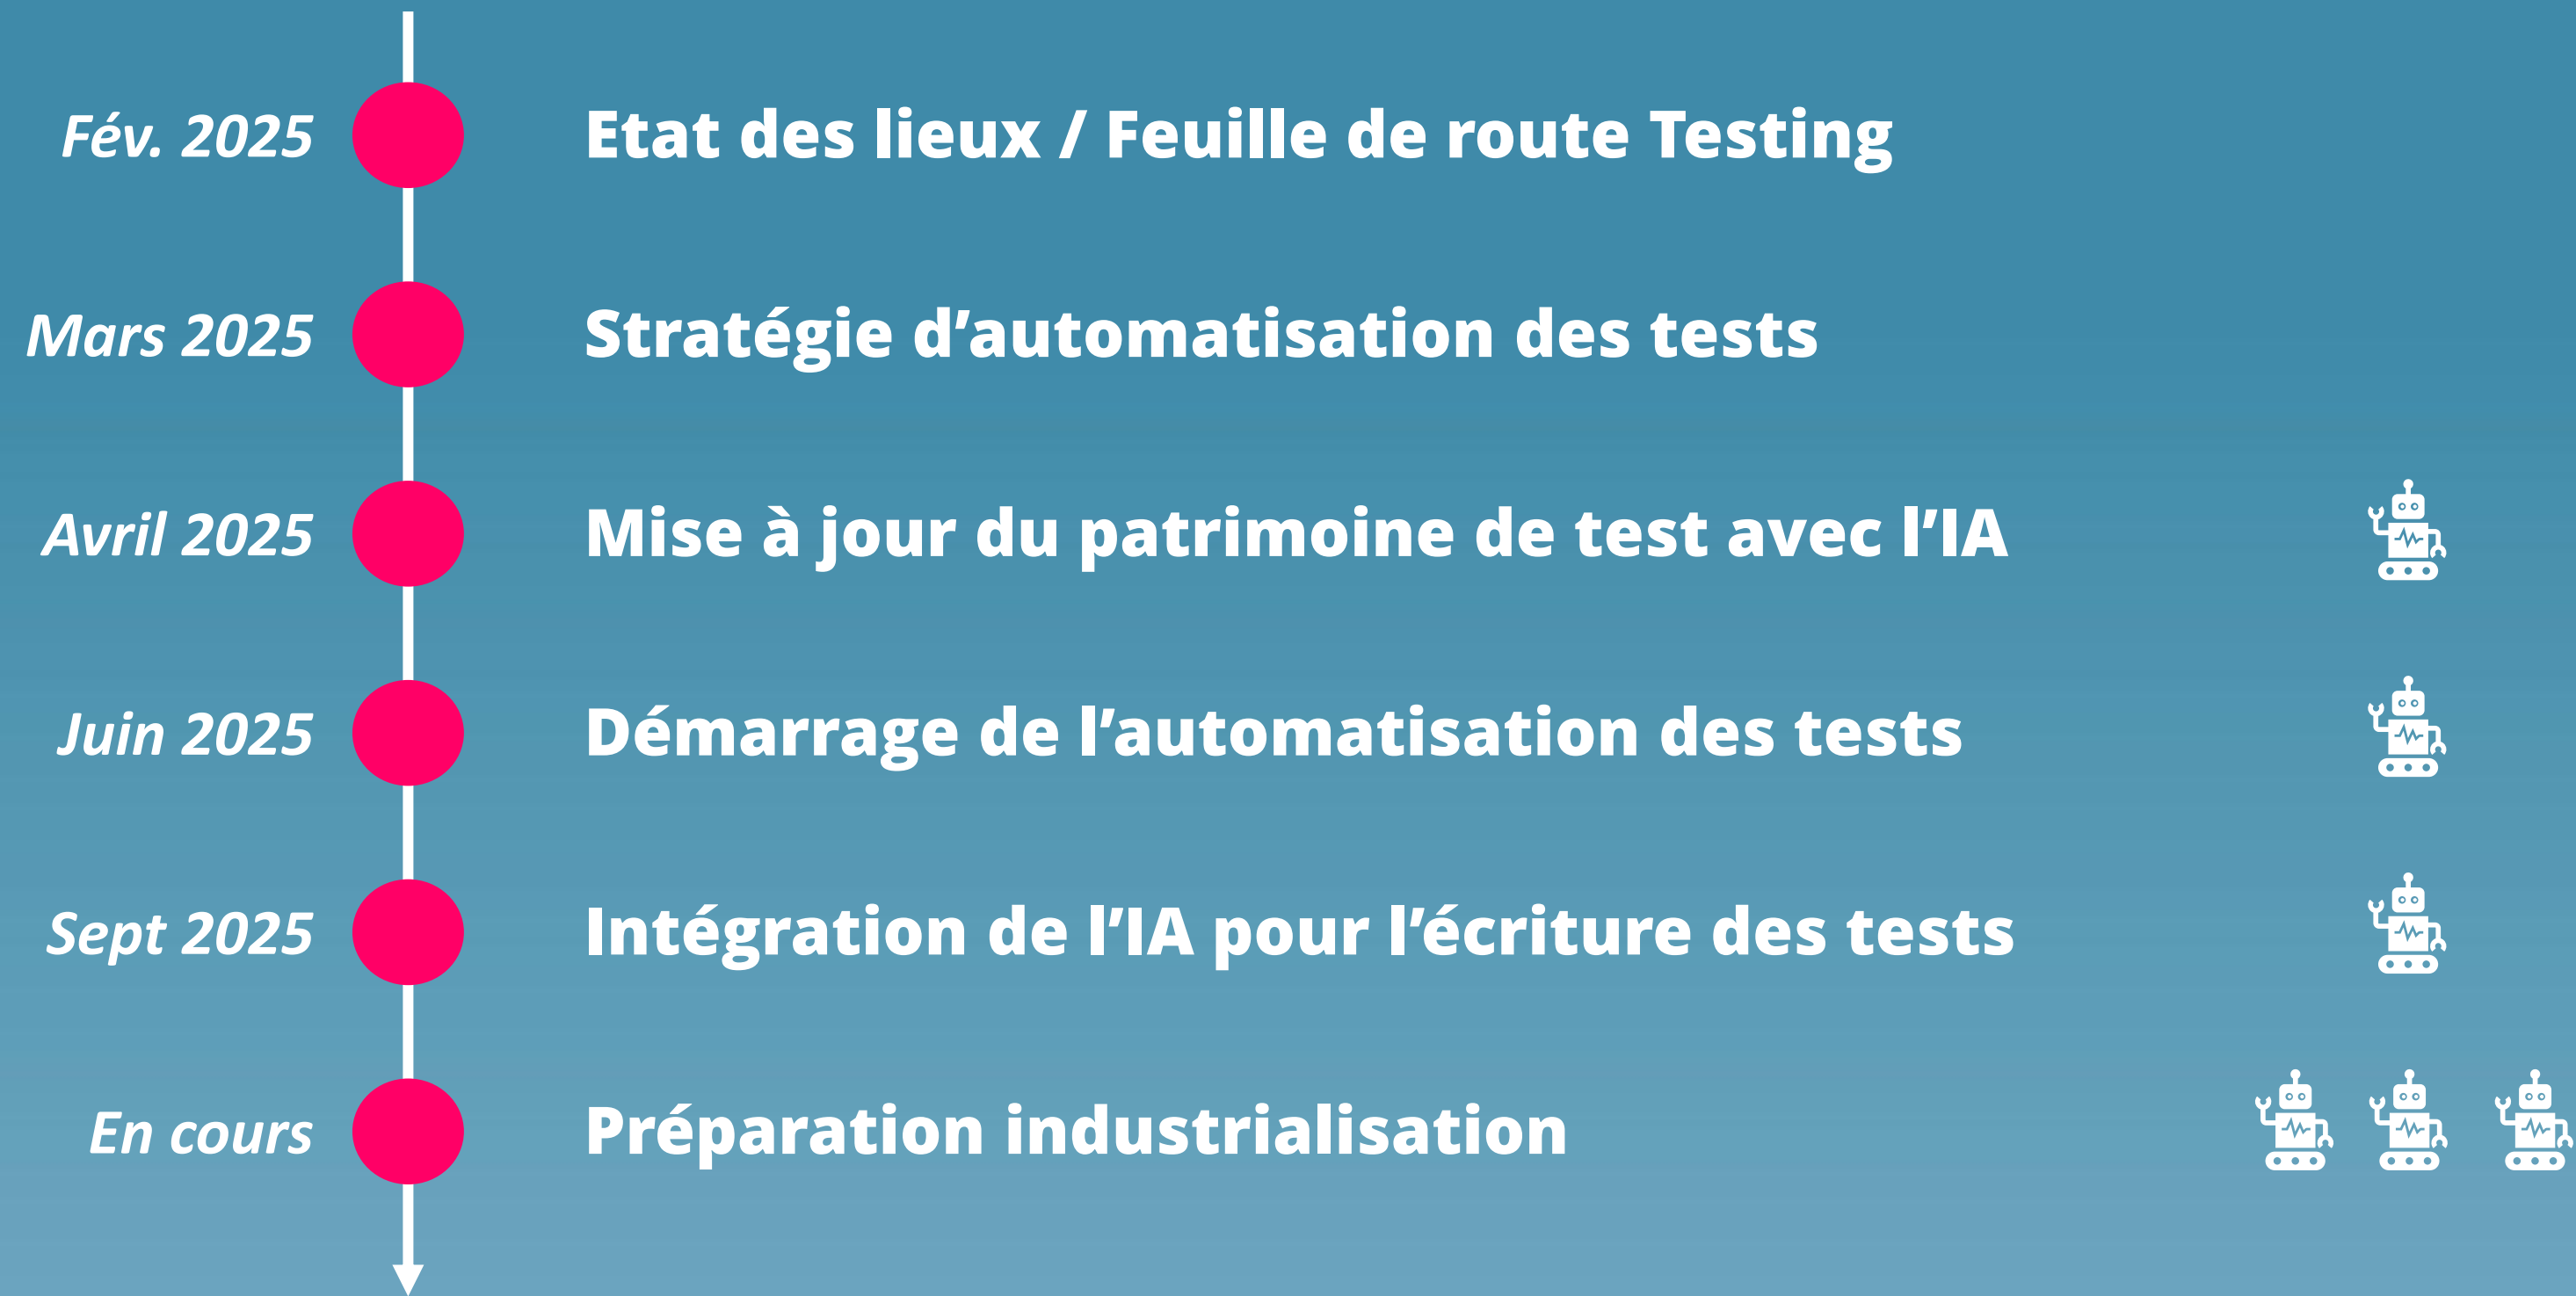 Fév. 2025
Etat des lieux / Feuille de route Testing
Mars 2025
Stratégie d’automatisation des tests
Avril 2025
Mise à jour du patrimoine de test avec l’IA
Juin 2025
Démarrage de l’automatisation des tests
Sept 2025
Intégration de l’IA pour l’écriture des tests
En cours
Préparation industrialisation